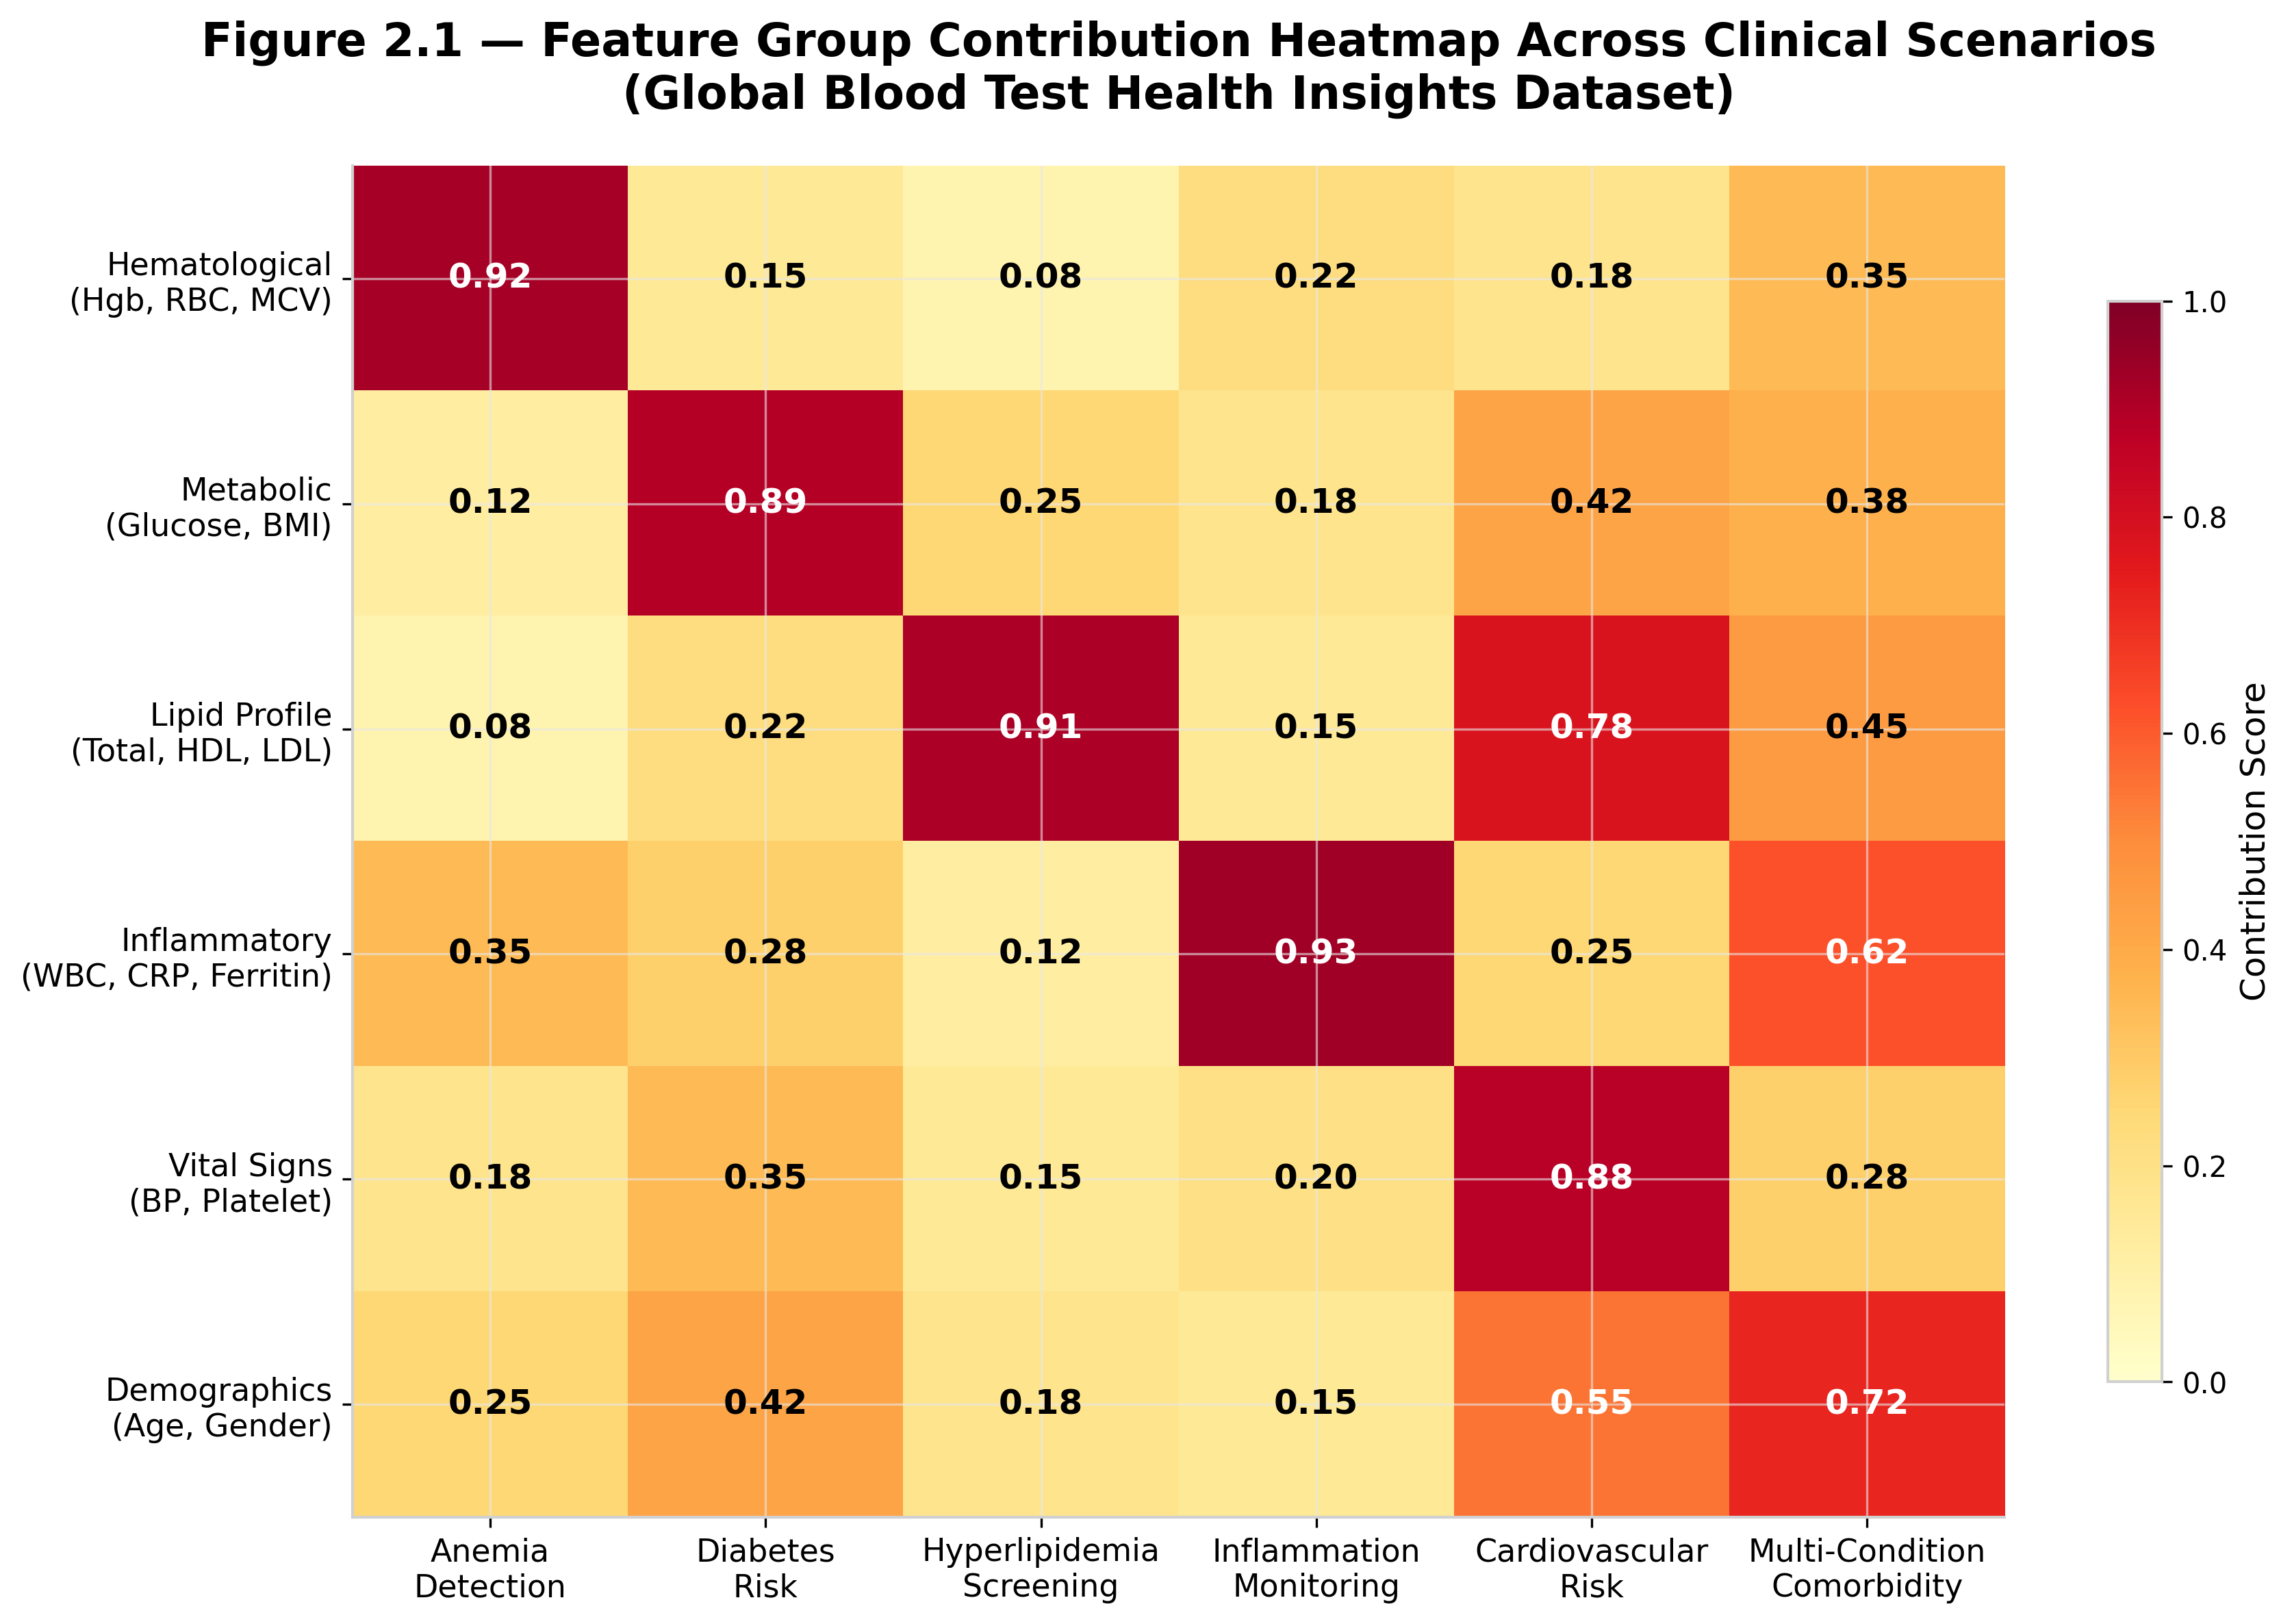 Figure 2.1 — Feature Group Contribution Heatmap Across Clinical Scenarios
(Global Blood Test Health Insights Dataset)
Hematological
(Hgb, RBC, MCV)
0.92 0.15 0.08 0.22 0.18 0.35
Metabolic
(Glucose, BMI)
0.12 0.89 0.25 0.18 0.42 0.38
Lipid Profile
(Total, HDL, LDL)
0.08 0.22 0.91 0.15 0.78 0.45
Inflammatory
(WBC, CRP, Ferritin)
0.35 0.28 0.12 0.93 0.25 0.62
Vital Signs
(BP, Platelet)
0.18 0.35 0.15 0.20 0.88 0.28
Demographics
(Age, Gender)
0.25 0.42 0.18 0.15 0.55 0.72
Anemia
Detection
Diabetes
Risk
Hyperlipidemia
Screening
Inflammation
Monitoring
Cardiovascular
Risk
Multi-Condition
Comorbidity
1.0
0.8
0.6
0.4
0.2
0.0
Contribution Score